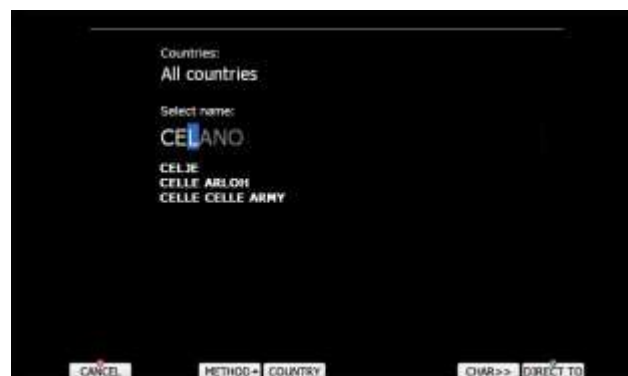 Countries:
All countries
Select name:
CELANO
CELJE
CELLE ARLOH
CELLE CELLE ARMY
CANCEL METHOD+ COUNTRY CHAR>> DIRECT TO